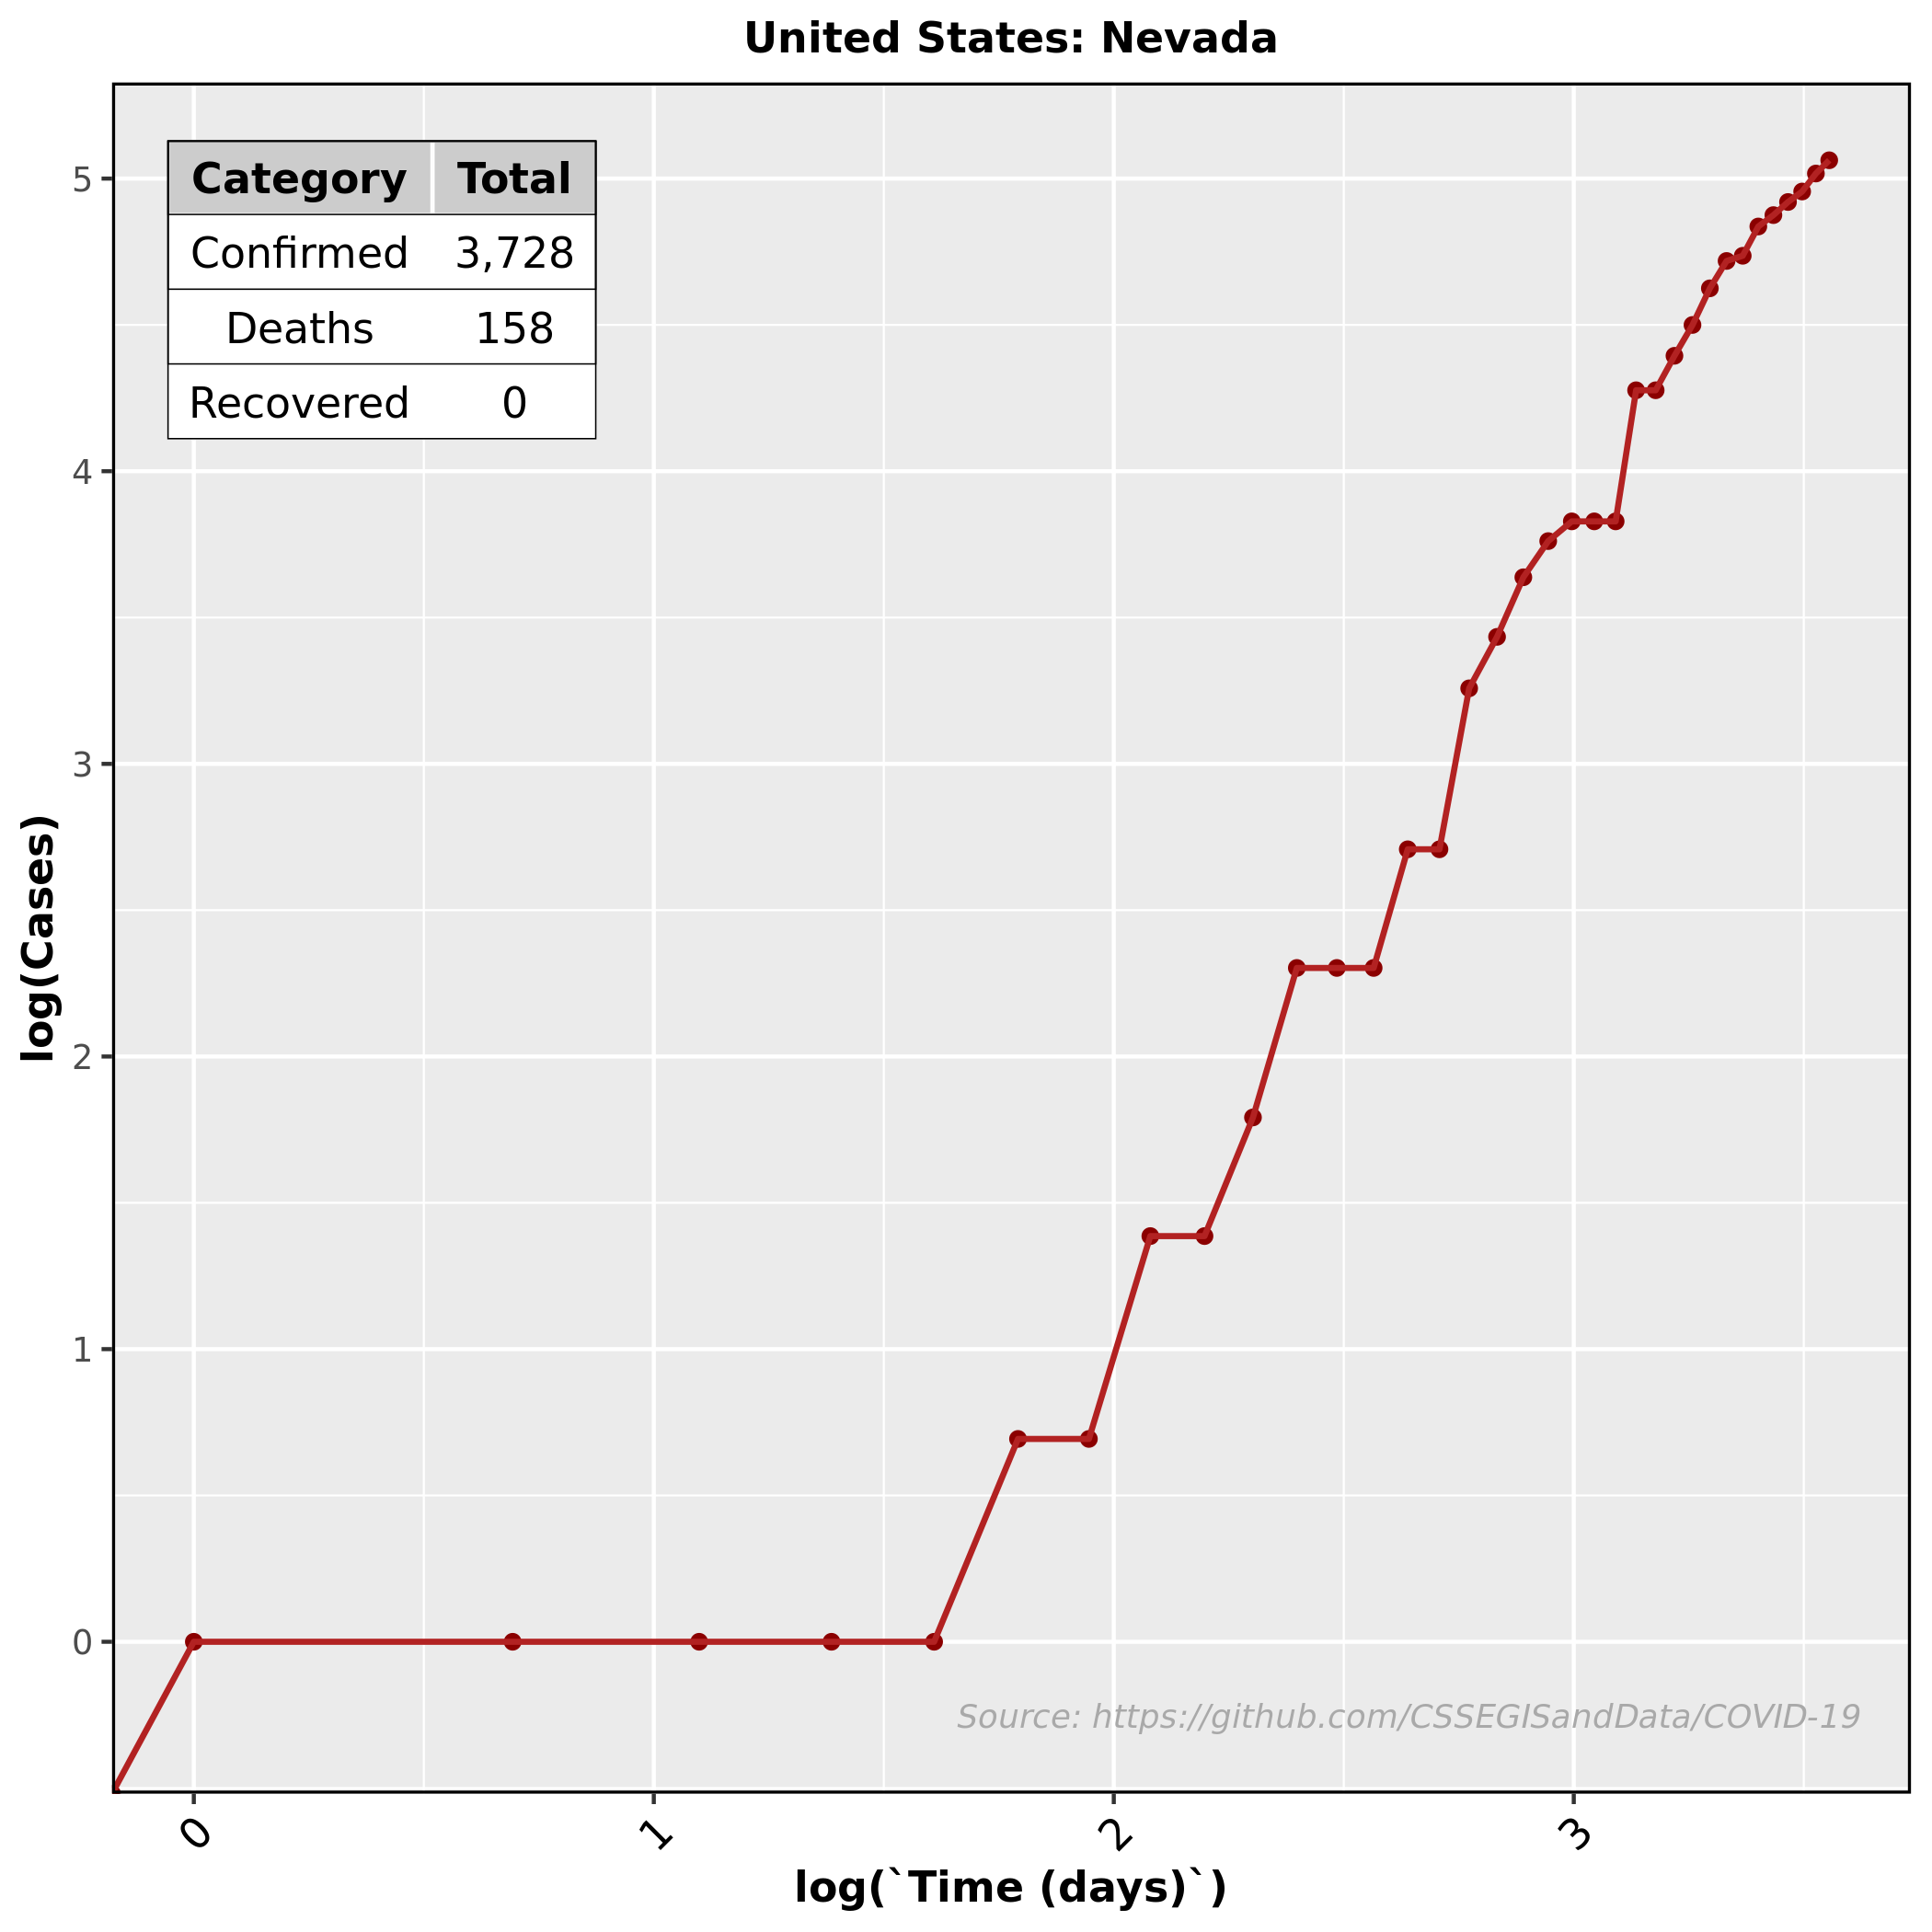 United States: Nevada
Category Total
Confirmed 3,728
Deaths 158
Recovered 0
5
4
3
2
1
0
log(Cases)
Source: https://github.com/CSSEGISandData/COVID-19
0 1 2 3
log(`Time (days)`)